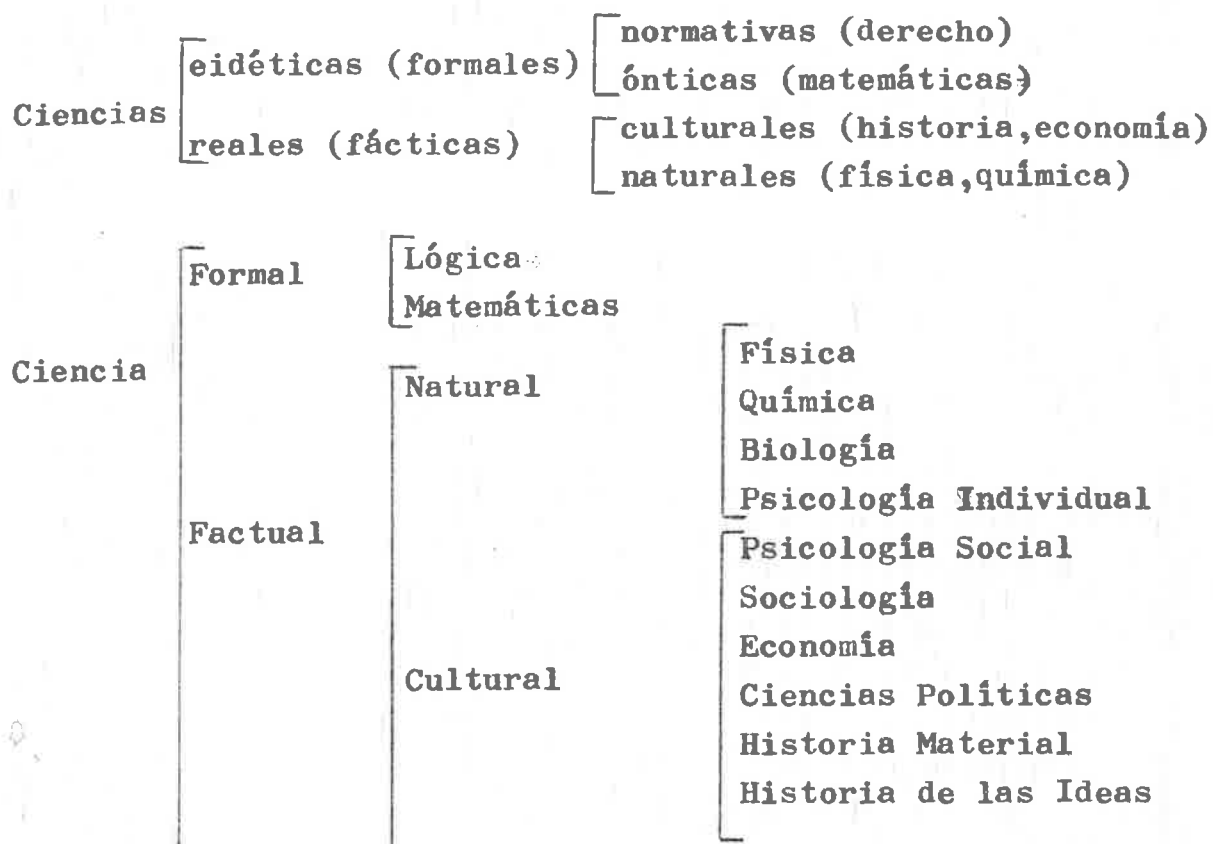 normativas (derecho)
eidéticas (formales)
ónticas (matemáticas)
Ciencias
culturales (historia,economía)
reales (fácticas)
naturales (física,química)
Lógica
Formal
Matemáticas
Física
Ciencia
Natural
Química
Biología
Psicología Individual
Factual
Psicología Social
Sociología
Economía
Cultural
Ciencias Políticas
Historia Material
Historia de las Ideas